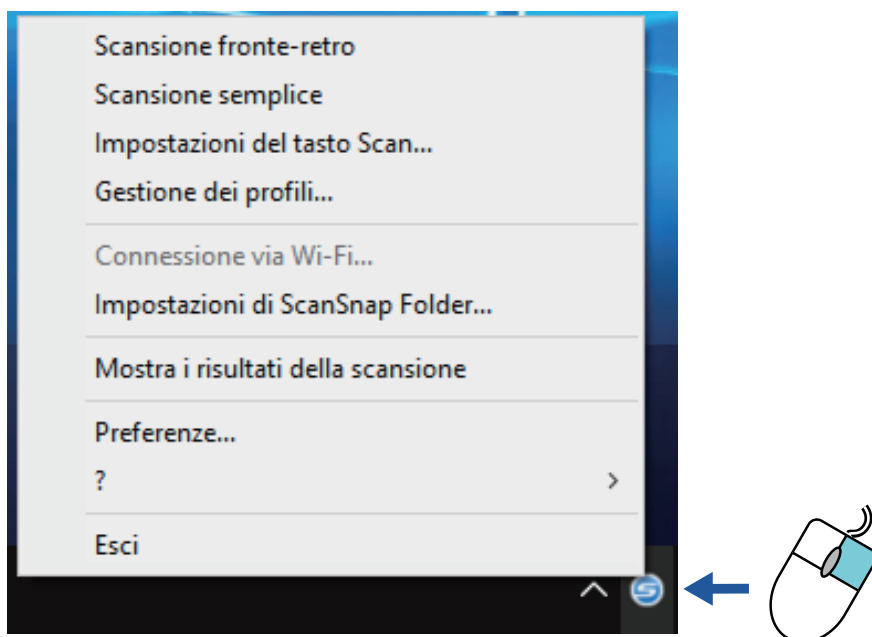 Scansione fronte-retro
Scansione semplice
Impostazioni del tasto Scan...
Gestione dei profili...
Connessione via Wi-Fi...
Impostazioni di ScanSnap Folder...
Mostra i risultati della scansione
Preferenze...
?
Esci